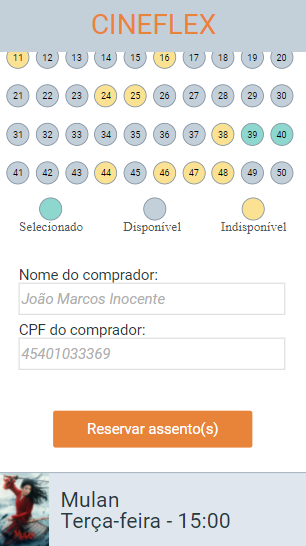 CINEFLEX
11 12 13 14 15 16 17 18 19 20
21 22 23 24 25 26 27 28 29 30
31 32 33 34 35 36 37 38 39 40
41 42 43 44 45 46 47 48 49 50
Selecionado Disponível Indisponível
Nome do comprador:
João Marcos Inocente
CPF do comprador:
45401033369
Reservar assento(s)
Mulan
Terça-feira - 15:00